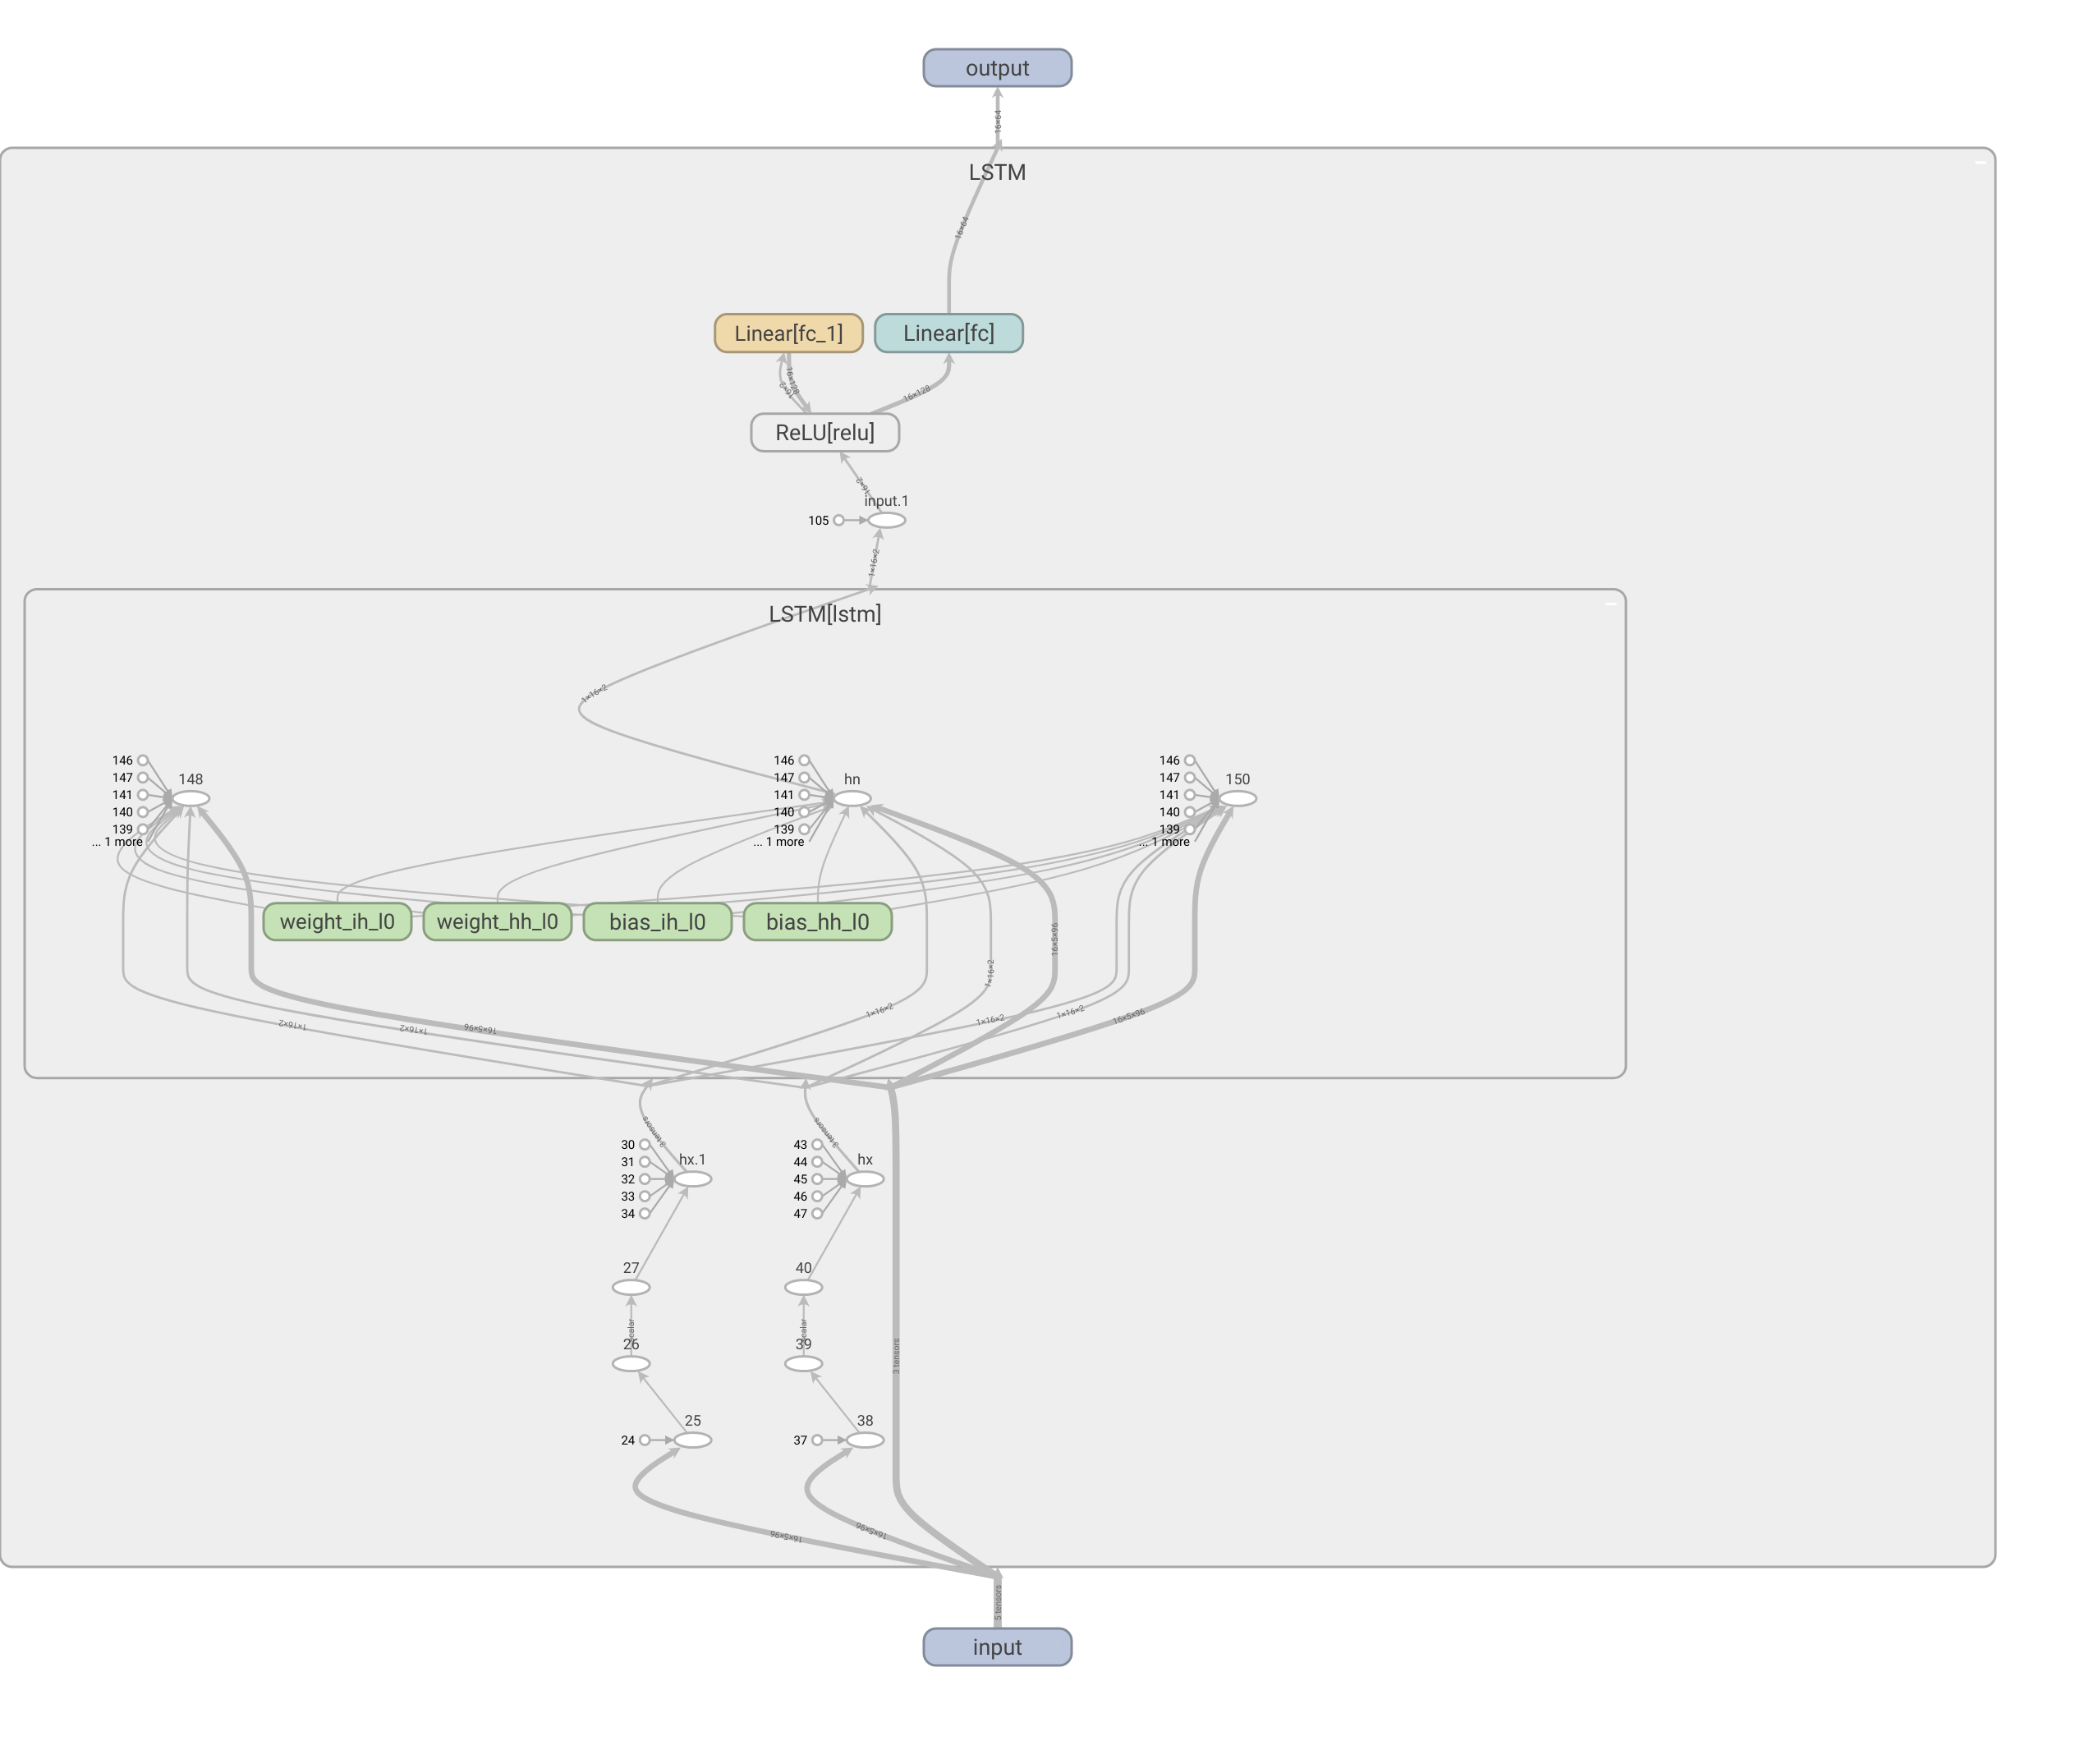 output
16×64
LSTM
16×64
Linear[fc_1]
Linear[fc]
16×128
16×2
16×128
ReLU[relu]
16×2
input.1
105
1×16×2
LSTM[lstm]
1×16×2
146
147
148
141
140
139
... 1 more
146
147
hn
141
140
139
... 1 more
146
147
150
141
140
139
... 1 more
weight_ih_l0
weight_hh_l0
bias_ih_l0
bias_hh_l0
16×5×96
1×16×2
1×16×2
1×16×2
1×16×2
16×5×96
1×16×2
1×16×2
16×5×96
3 tensors
3 tensors
30
31
hx.1
32
33
34
43
44
hx
45
46
47
27
40
scalar
scalar
26
39
3 tensors
25
24
38
37
16×5×96
16×5×96
5 tensors
input